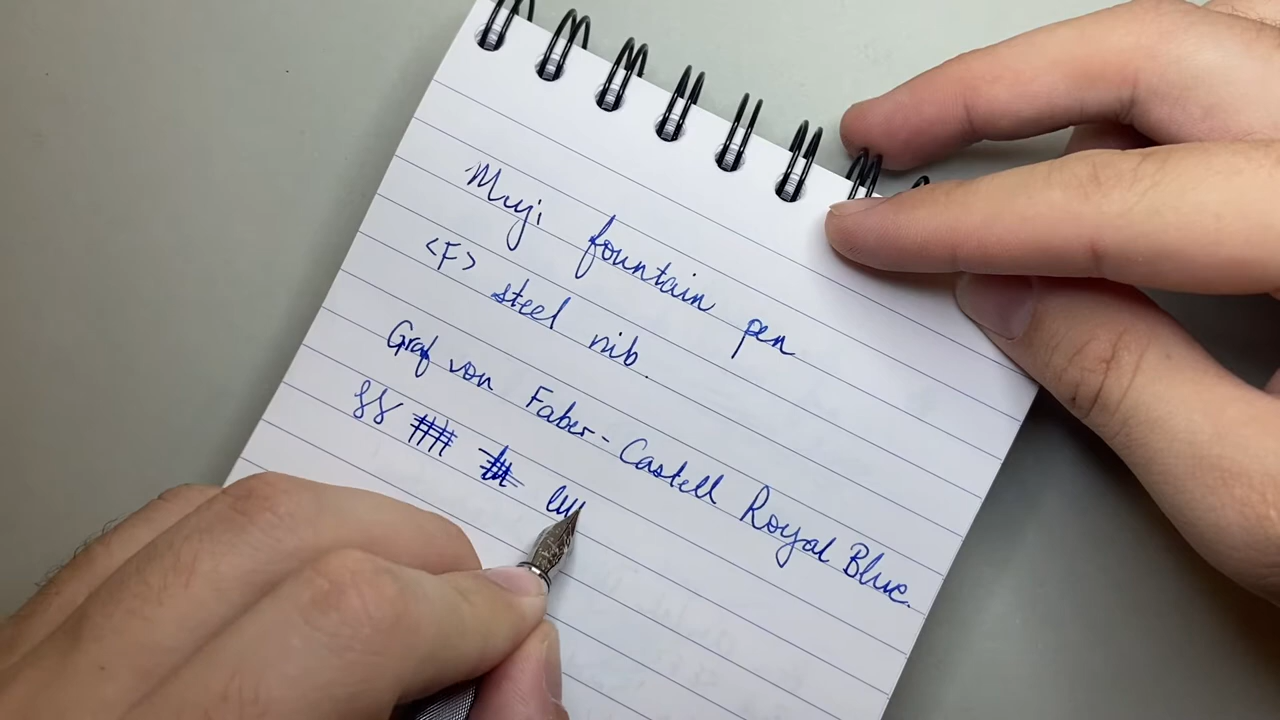 Muji fountain pen
<F>
steel nib.
Graf von Faber-Castell Royal Blue.